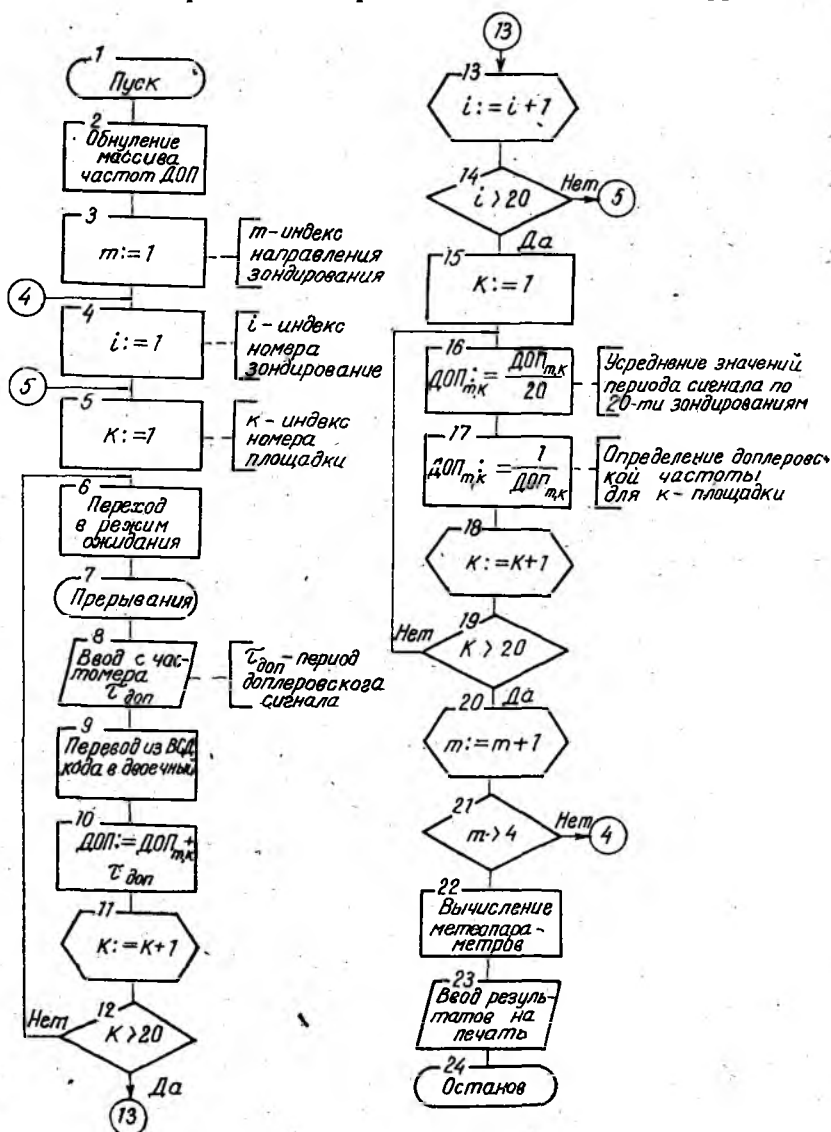 1
Пуск
2
Обнуление
массива
частот ДОП
3
m:=1
m-индекс
направления
зондирования
4
4
i:=1
i-индекс
номера
зондирование
5
5
K:=1
к-индекс
номера
площадки
6
Переход
в режим
ожидания
7
Прерывания
8
Ввод с час-
томера
τ доп
τ доп-период
доплеровского
сигнала
9
Перевод из ВСД
кода в двоечный
10
ДОП:=ДОП m,к +
τ доп
11
K:=K+1
12
K>20
Нет
Да
13
13
13
i:=i+1
14
i>20
Нет
5
Да
15
K:=1
16
ДОП m,к := ДОП m,к
20
Усреднвние значений
периода сигнала по
20-ти зондированиям
17
ДОП m,к := 1
ДОП m,к
Определение доплеровс-
кой частоты
для к-площадки
18
K:=K+1
19
Нет
K>20
Да
20
m:=m+1
21
m>4
Нет
4
22
Вычисление
метеопара-
метров
23
Ввод резуль-
татов на
печать
24
Останов